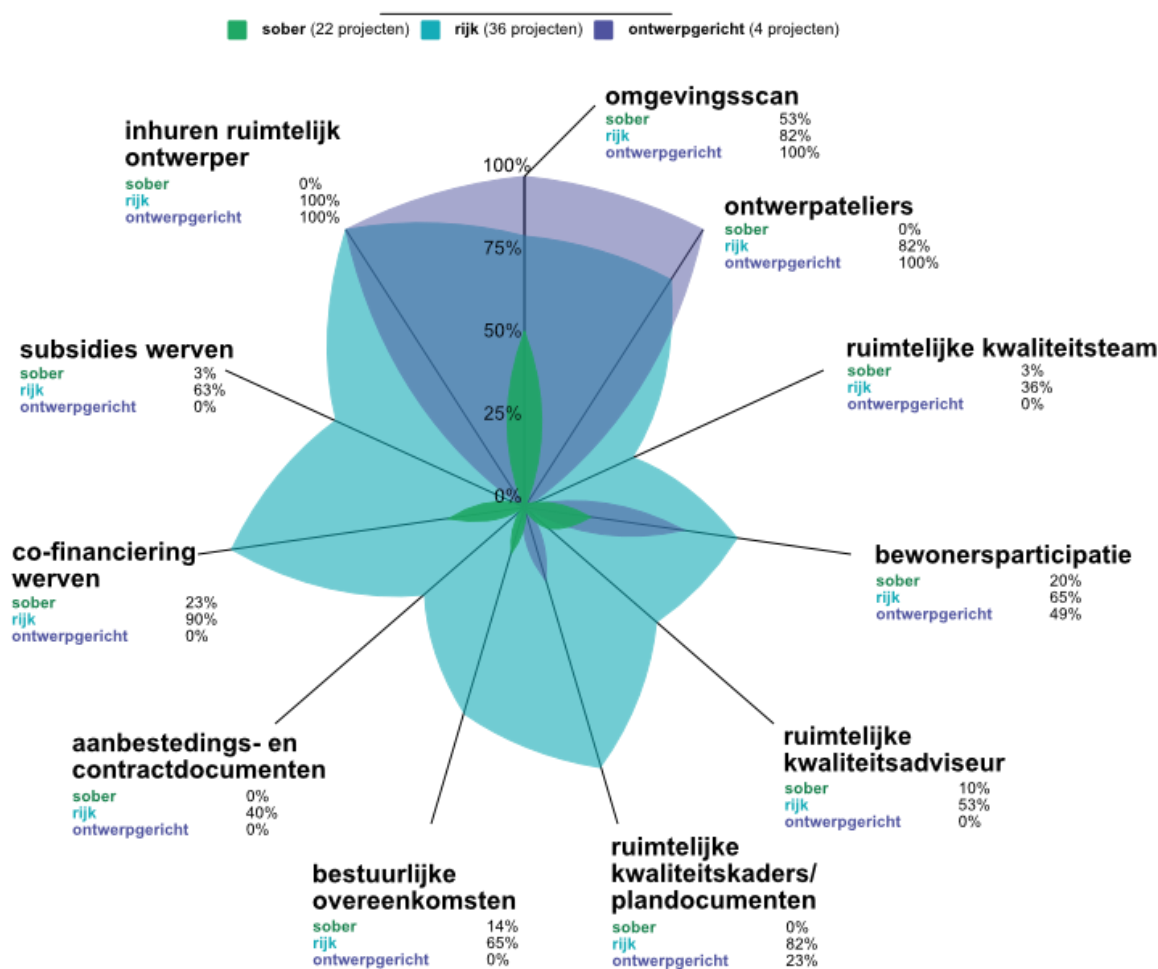 sober (22 projecten) rijk (36 projecten) ontwerpgericht (4 projecten)
omgevingsscan
sober 53%
rijk 82%
ontwerpgericht 100%
inhuren ruimtelijk
ontwerper
sober 0%
rijk 100%
ontwerpgericht 100%
100%
75%
50%
25%
0%
ontwerpateliers
sober 0%
rijk 82%
ontwerpgericht 100%
subsidies werven
sober 3%
rijk 63%
ontwerpgericht 0%
ruimtelijke kwaliteitsteam
sober 3%
rijk 36%
ontwerpgericht 0%
co-financiering
werven
sober 23%
rijk 90%
ontwerpgericht 0%
bewonersparticipatie
sober 20%
rijk 65%
ontwerpgericht 49%
aanbestedings- en
contractdocumenten
sober 0%
rijk 40%
ontwerpgericht 0%
ruimtelijke
kwaliteitsadviseur
sober 10%
rijk 53%
ontwerpgericht 0%
bestuurlijke
overeenkomsten
sober 14%
rijk 65%
ontwerpgericht 0%
ruimtelijke
kwaliteitskaders/
plandocumenten
sober 0%
rijk 82%
ontwerpgericht 23%